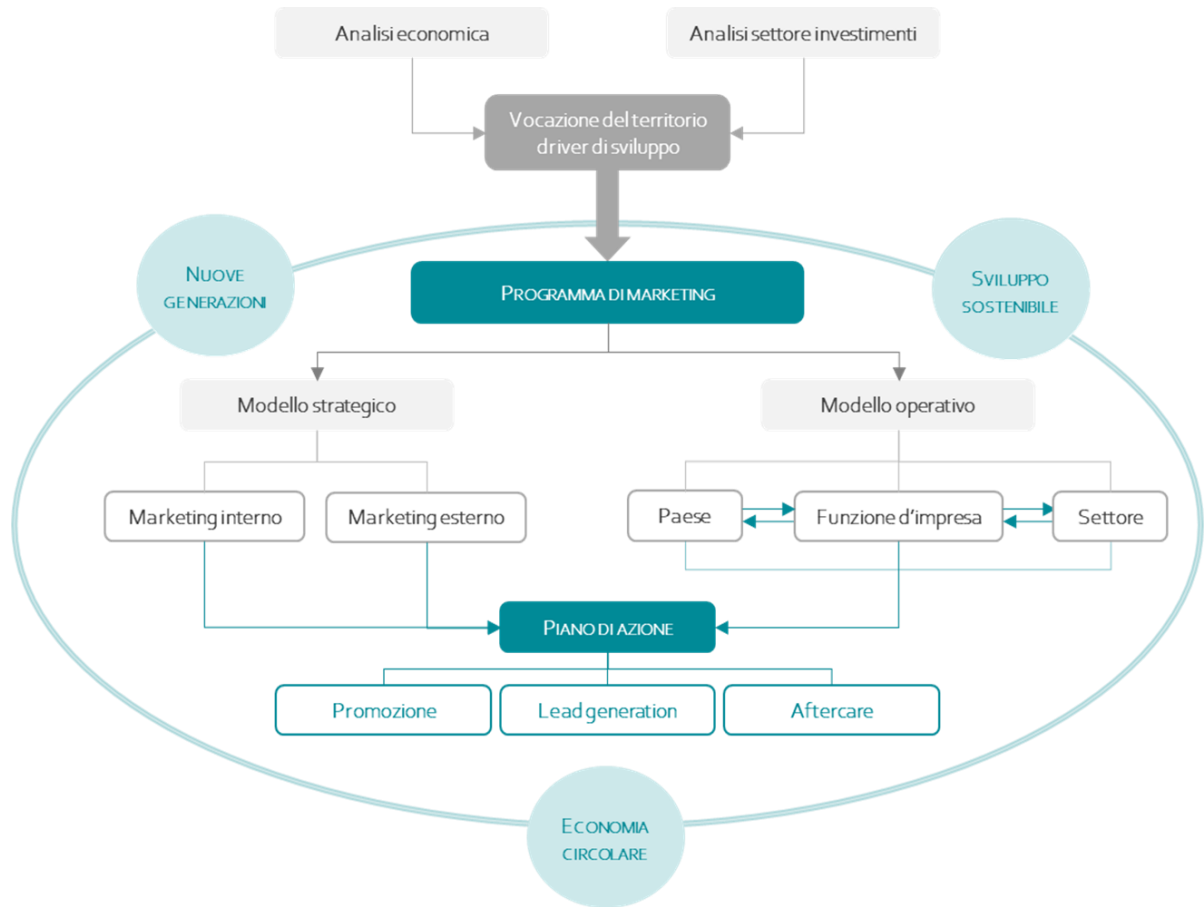 Analisi economica
Analisi settore investimenti
Vocazione del territorio
driver di sviluppo
NUOVE
GENERAZIONI
SVILUPPO
SOSTENIBILE
PROGRAMMA DI MARKETING
Modello strategico
Modello operativo
Marketing interno
Marketing esterno
Paese
Funzione d'impresa
Settore
PIANO DI AZIONE
Promozione
Lead generation
Aftercare
ECONOMIA
CIRCOLARE